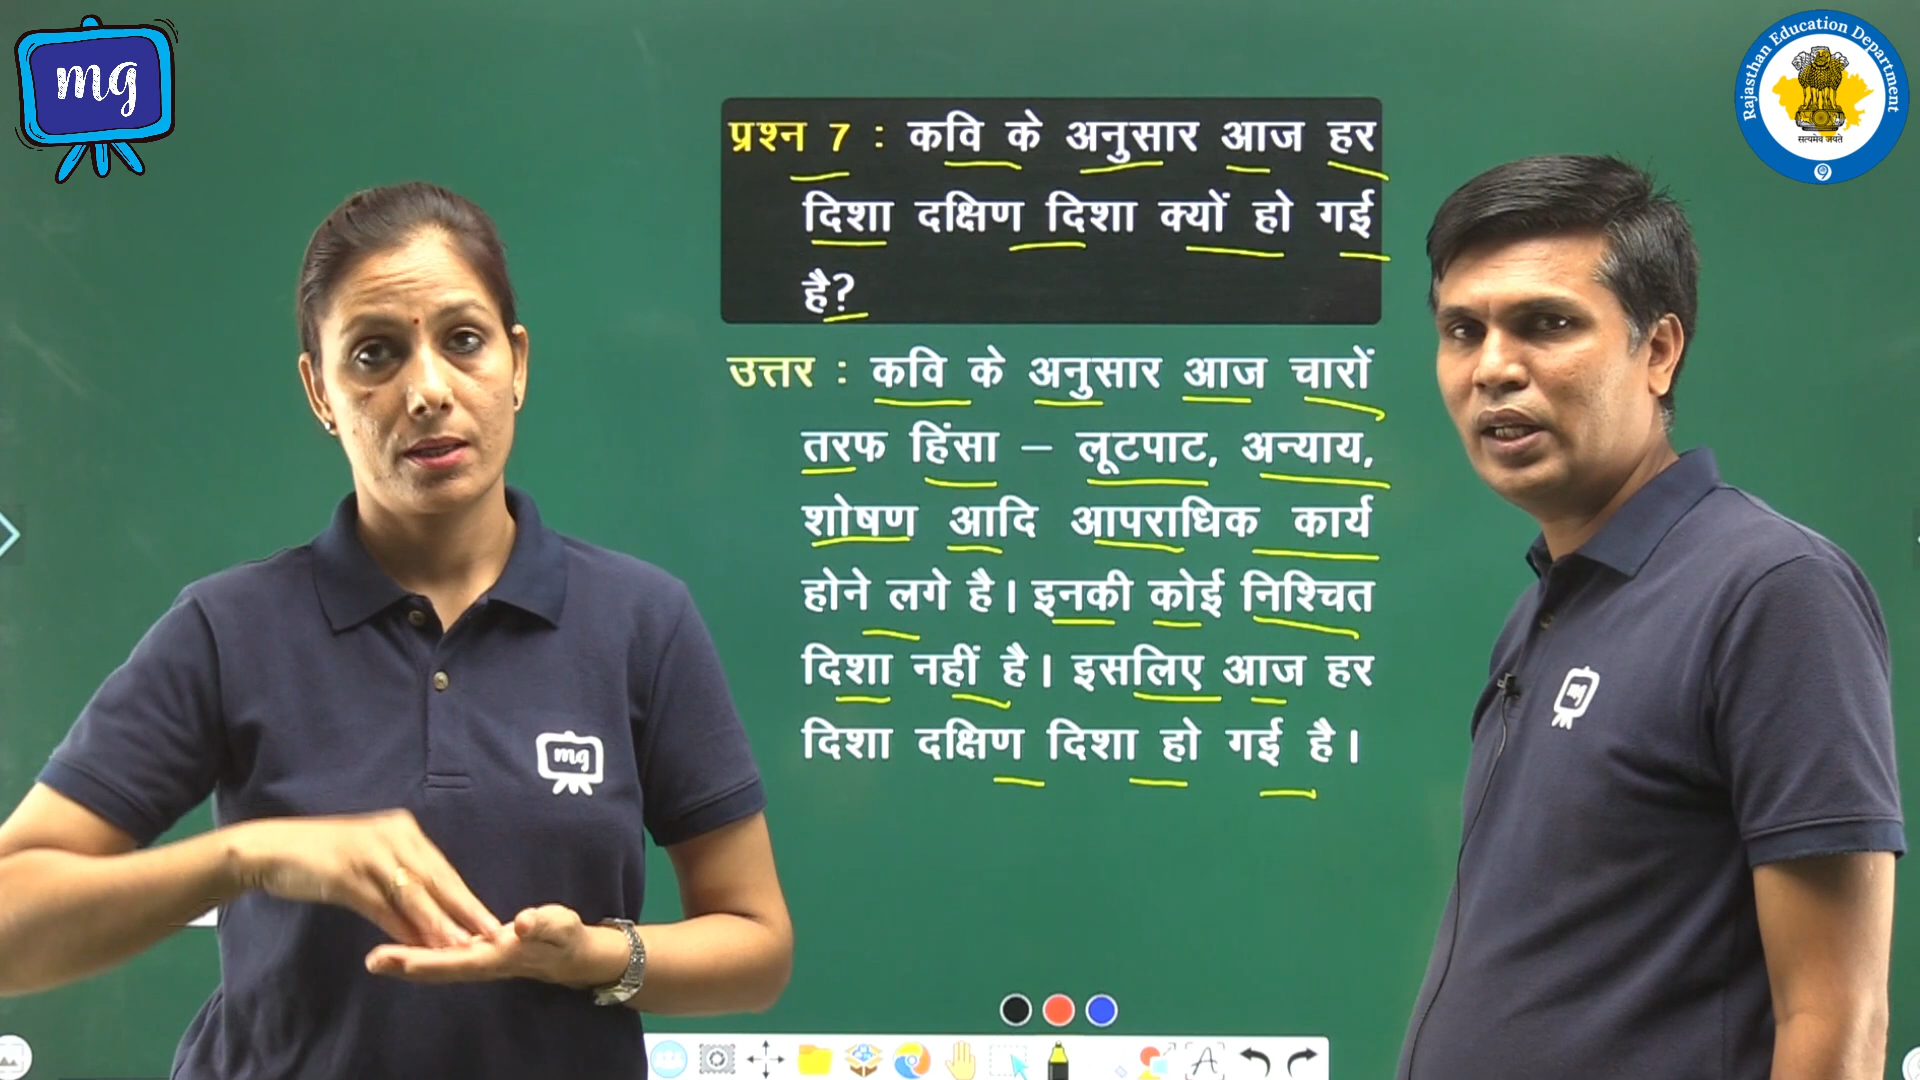 mg
Rajasthan Education Department
सत्यमेव जयते
प्रश्न 7 : कवि के अनुसार आज हर
दिशा दक्षिण दिशा क्यों हो गई
है?
उत्तर : कवि के अनुसार आज चारों
तरफ हिंसा – लूटपाट, अन्याय,
शोषण आदि आपराधिक कार्य
होने लगे है। इनकी कोई निश्चित
दिशा नहीं है। इसलिए आज हर
दिशा दक्षिण दिशा हो गई है।
mg
mg
A